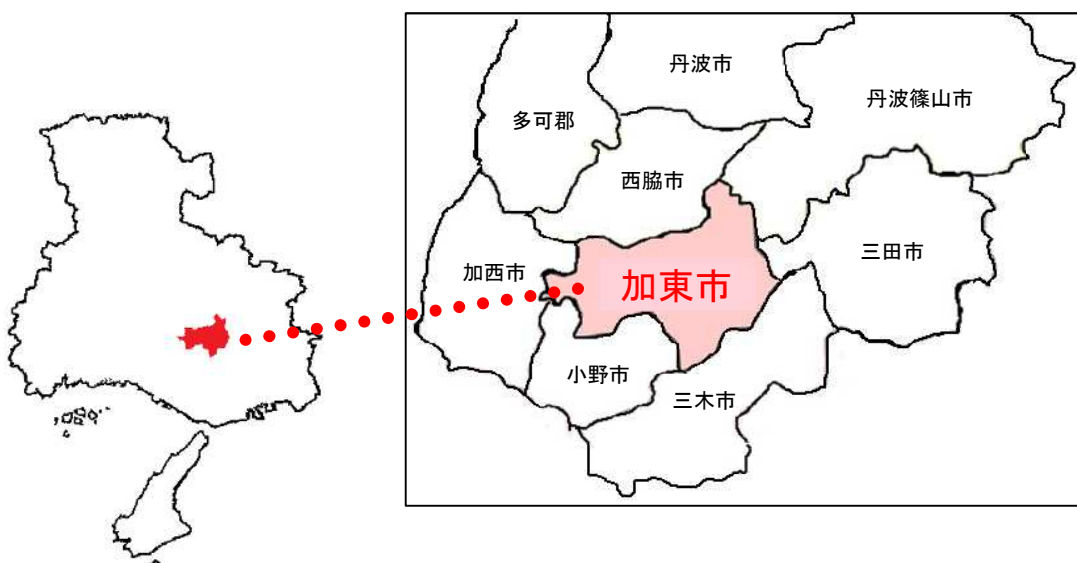 丹波市
丹波篠山市
多可郡
西脇市
三田市
加西市
加東市
小野市
三木市